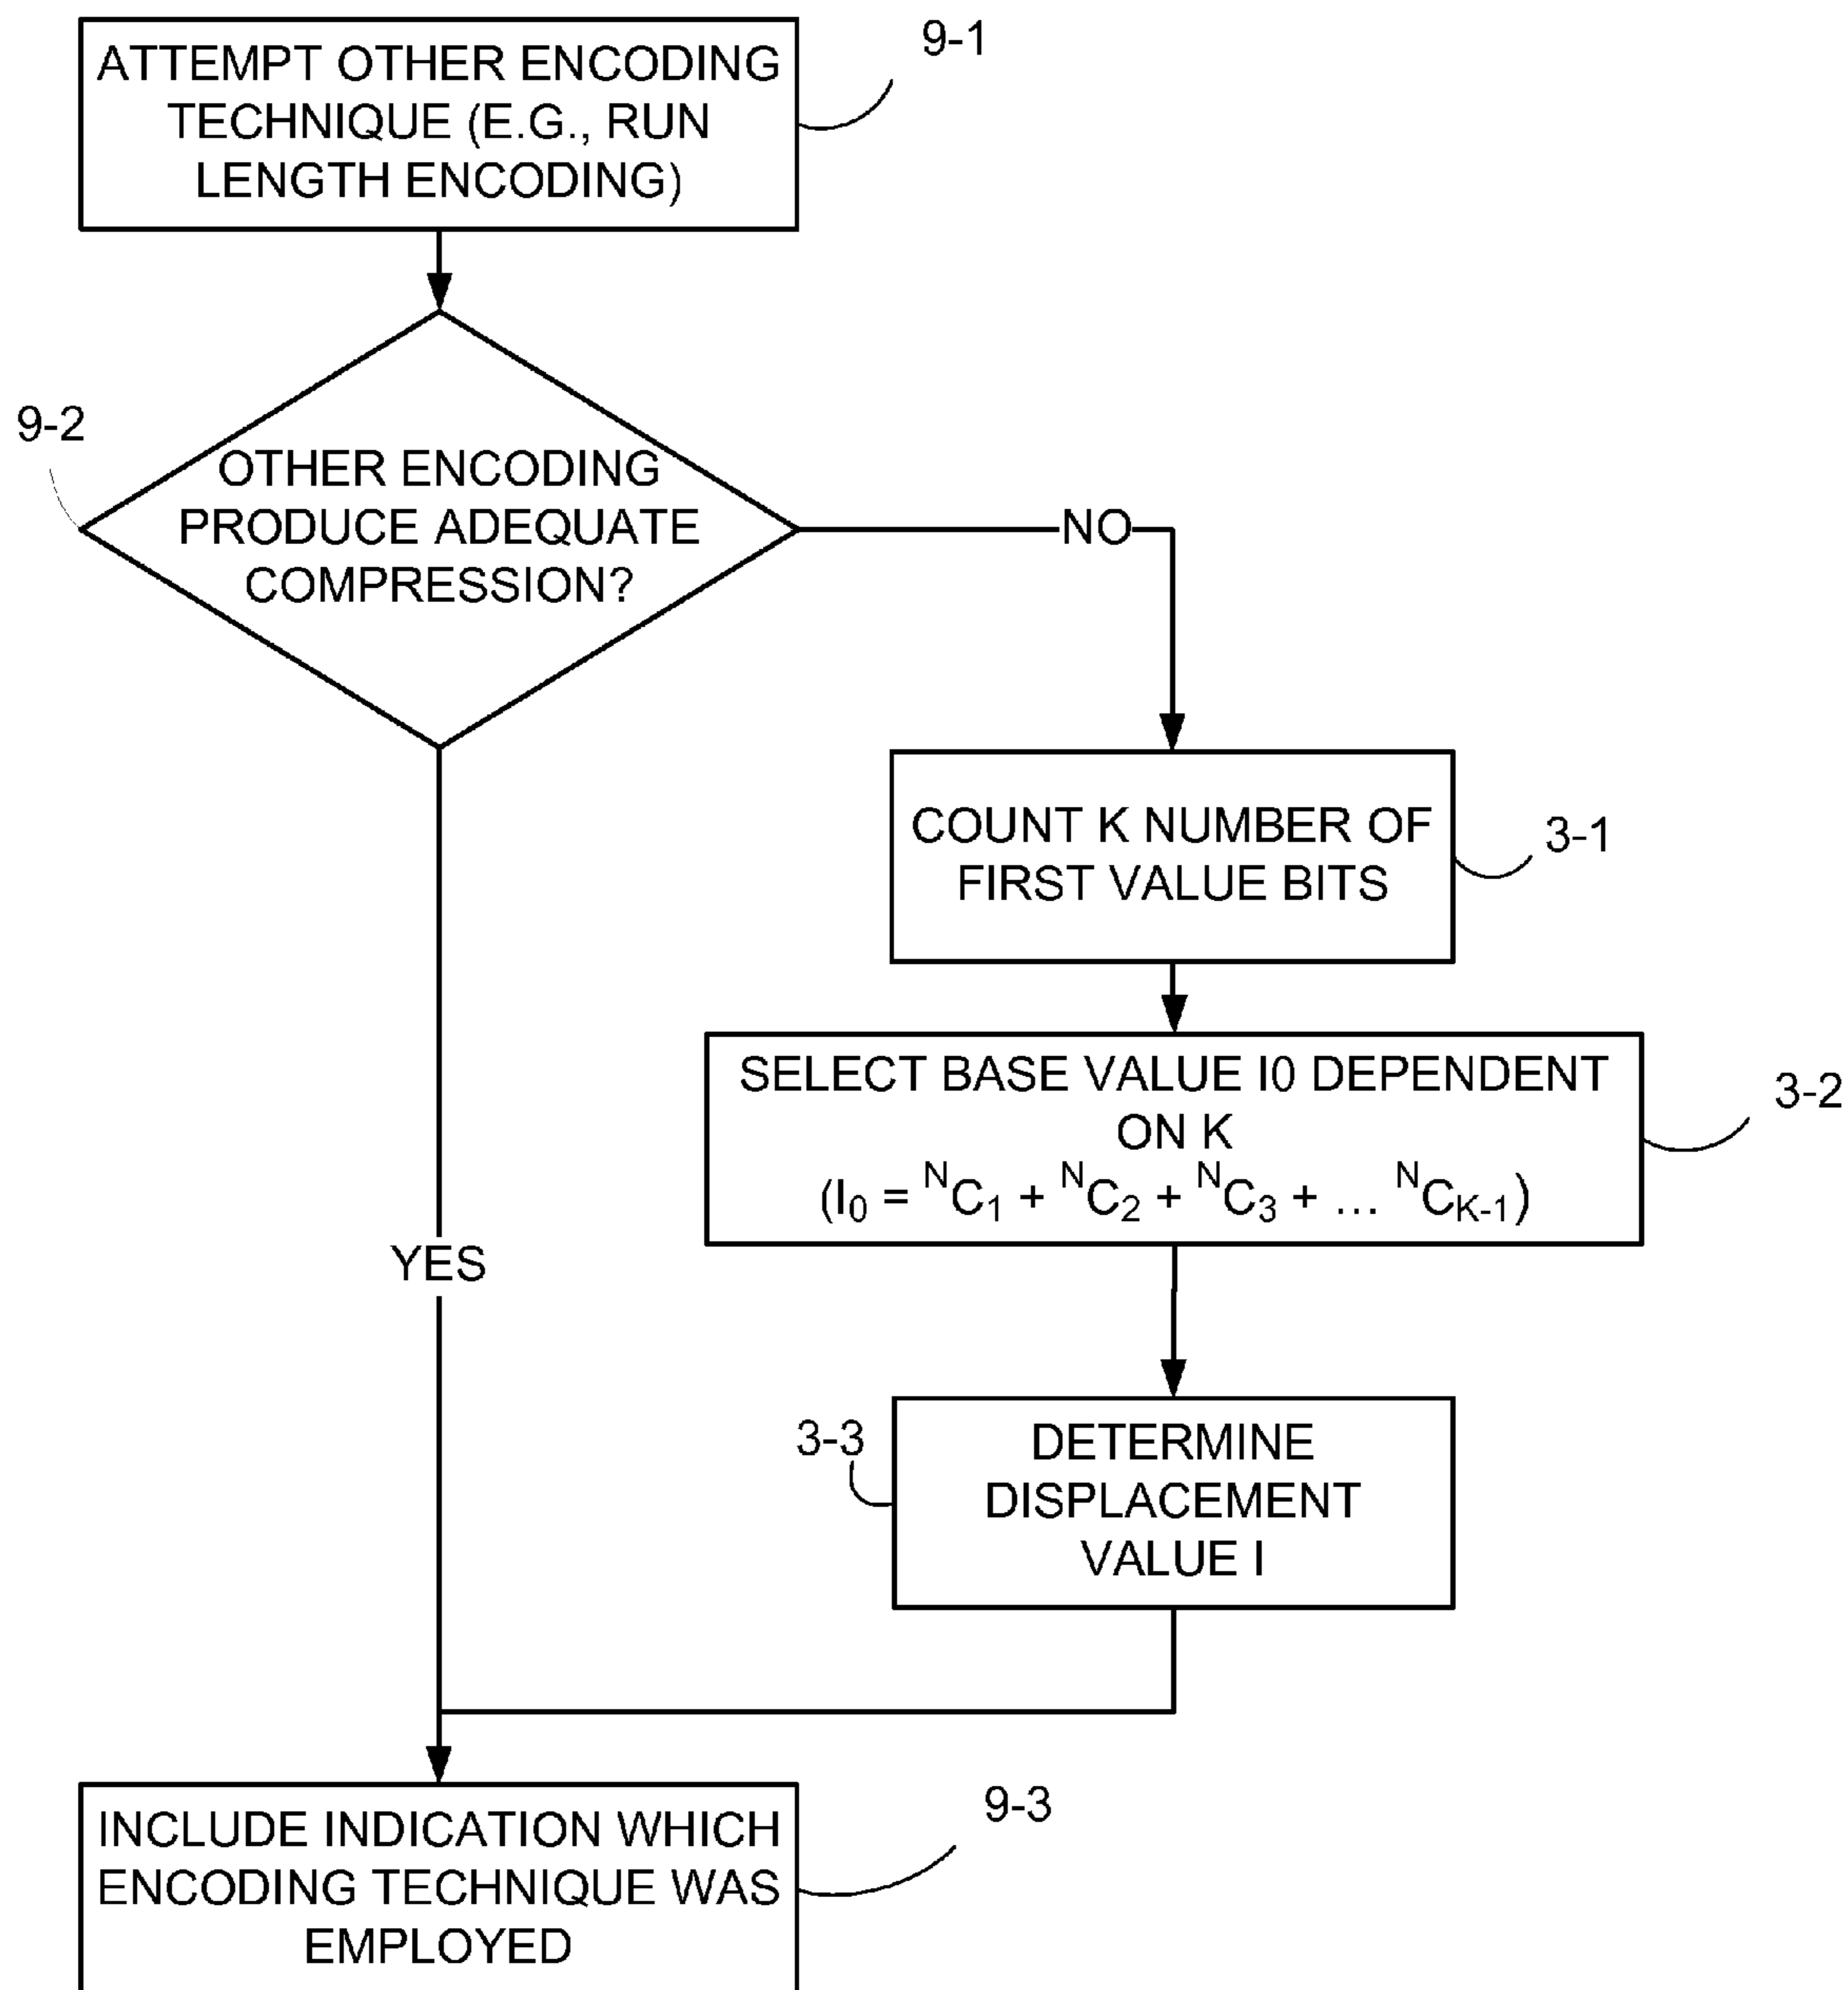 ATTEMPT OTHER ENCODING
TECHNIQUE (E.G., RUN
LENGTH ENCODING)
9-1
9-2
OTHER ENCODING
PRODUCE ADEQUATE
COMPRESSION?
NO
COUNT K NUMBER OF
FIRST VALUE BITS
3-1
SELECT BASE VALUE I0 DEPENDENT
ON K
(I₀ = ᴺC₁ + ᴺC₂ + ᴺC₃ + ... ᴺC_K-1)
3-2
YES
3-3
DETERMINE
DISPLACEMENT
VALUE I
INCLUDE INDICATION WHICH
ENCODING TECHNIQUE WAS
EMPLOYED
9-3